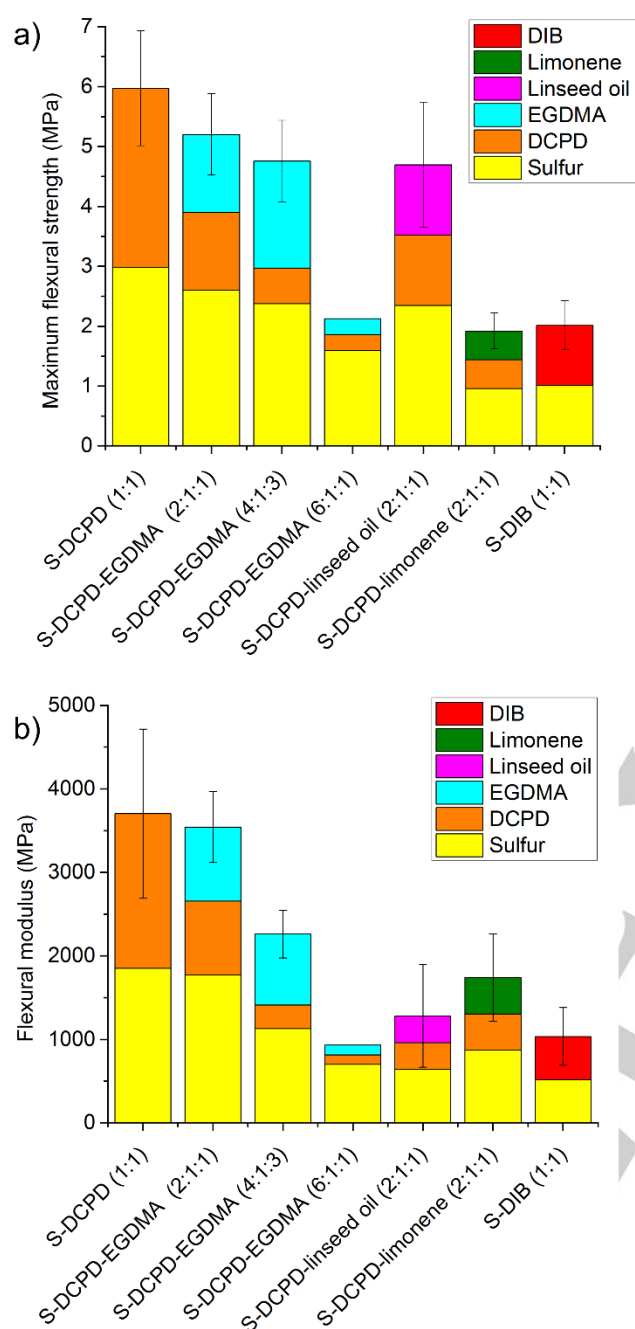 a)
Maximum flexural strength (MPa)
7
6
5
4
3
2
1
0
DIB
Limonene
Linseed oil
EGDMA
DCPD
Sulfur
S-DCPD (1:1)
S-DCPD-EGDMA (2:1:1)
S-DCPD-EGDMA (4:1:3)
S-DCPD-EGDMA (6:1:1)
S-DCPD-linseed oil (2:1:1)
S-DCPD-limonene (2:1:1)
S-DIB (1:1)
b)
Flexural modulus (MPa)
5000
4000
3000
2000
1000
0
DIB
Limonene
Linseed oil
EGDMA
DCPD
Sulfur
S-DCPD (1:1)
S-DCPD-EGDMA (2:1:1)
S-DCPD-EGDMA (4:1:3)
S-DCPD-EGDMA (6:1:1)
S-DCPD-linseed oil (2:1:1)
S-DCPD-limonene (2:1:1)
S-DIB (1:1)